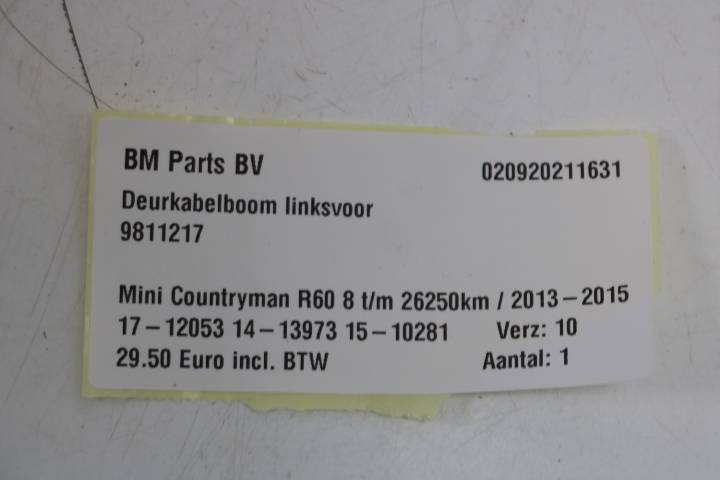 BM Parts BV 020920211631
Deurkabelboom linksvoor
9811217
Mini Countryman R60 8 t/m 26250km / 2013-2015
17-12053 14-13973 15-10281 Verz: 10
29.50 Euro incl. BTW Aantal: 1